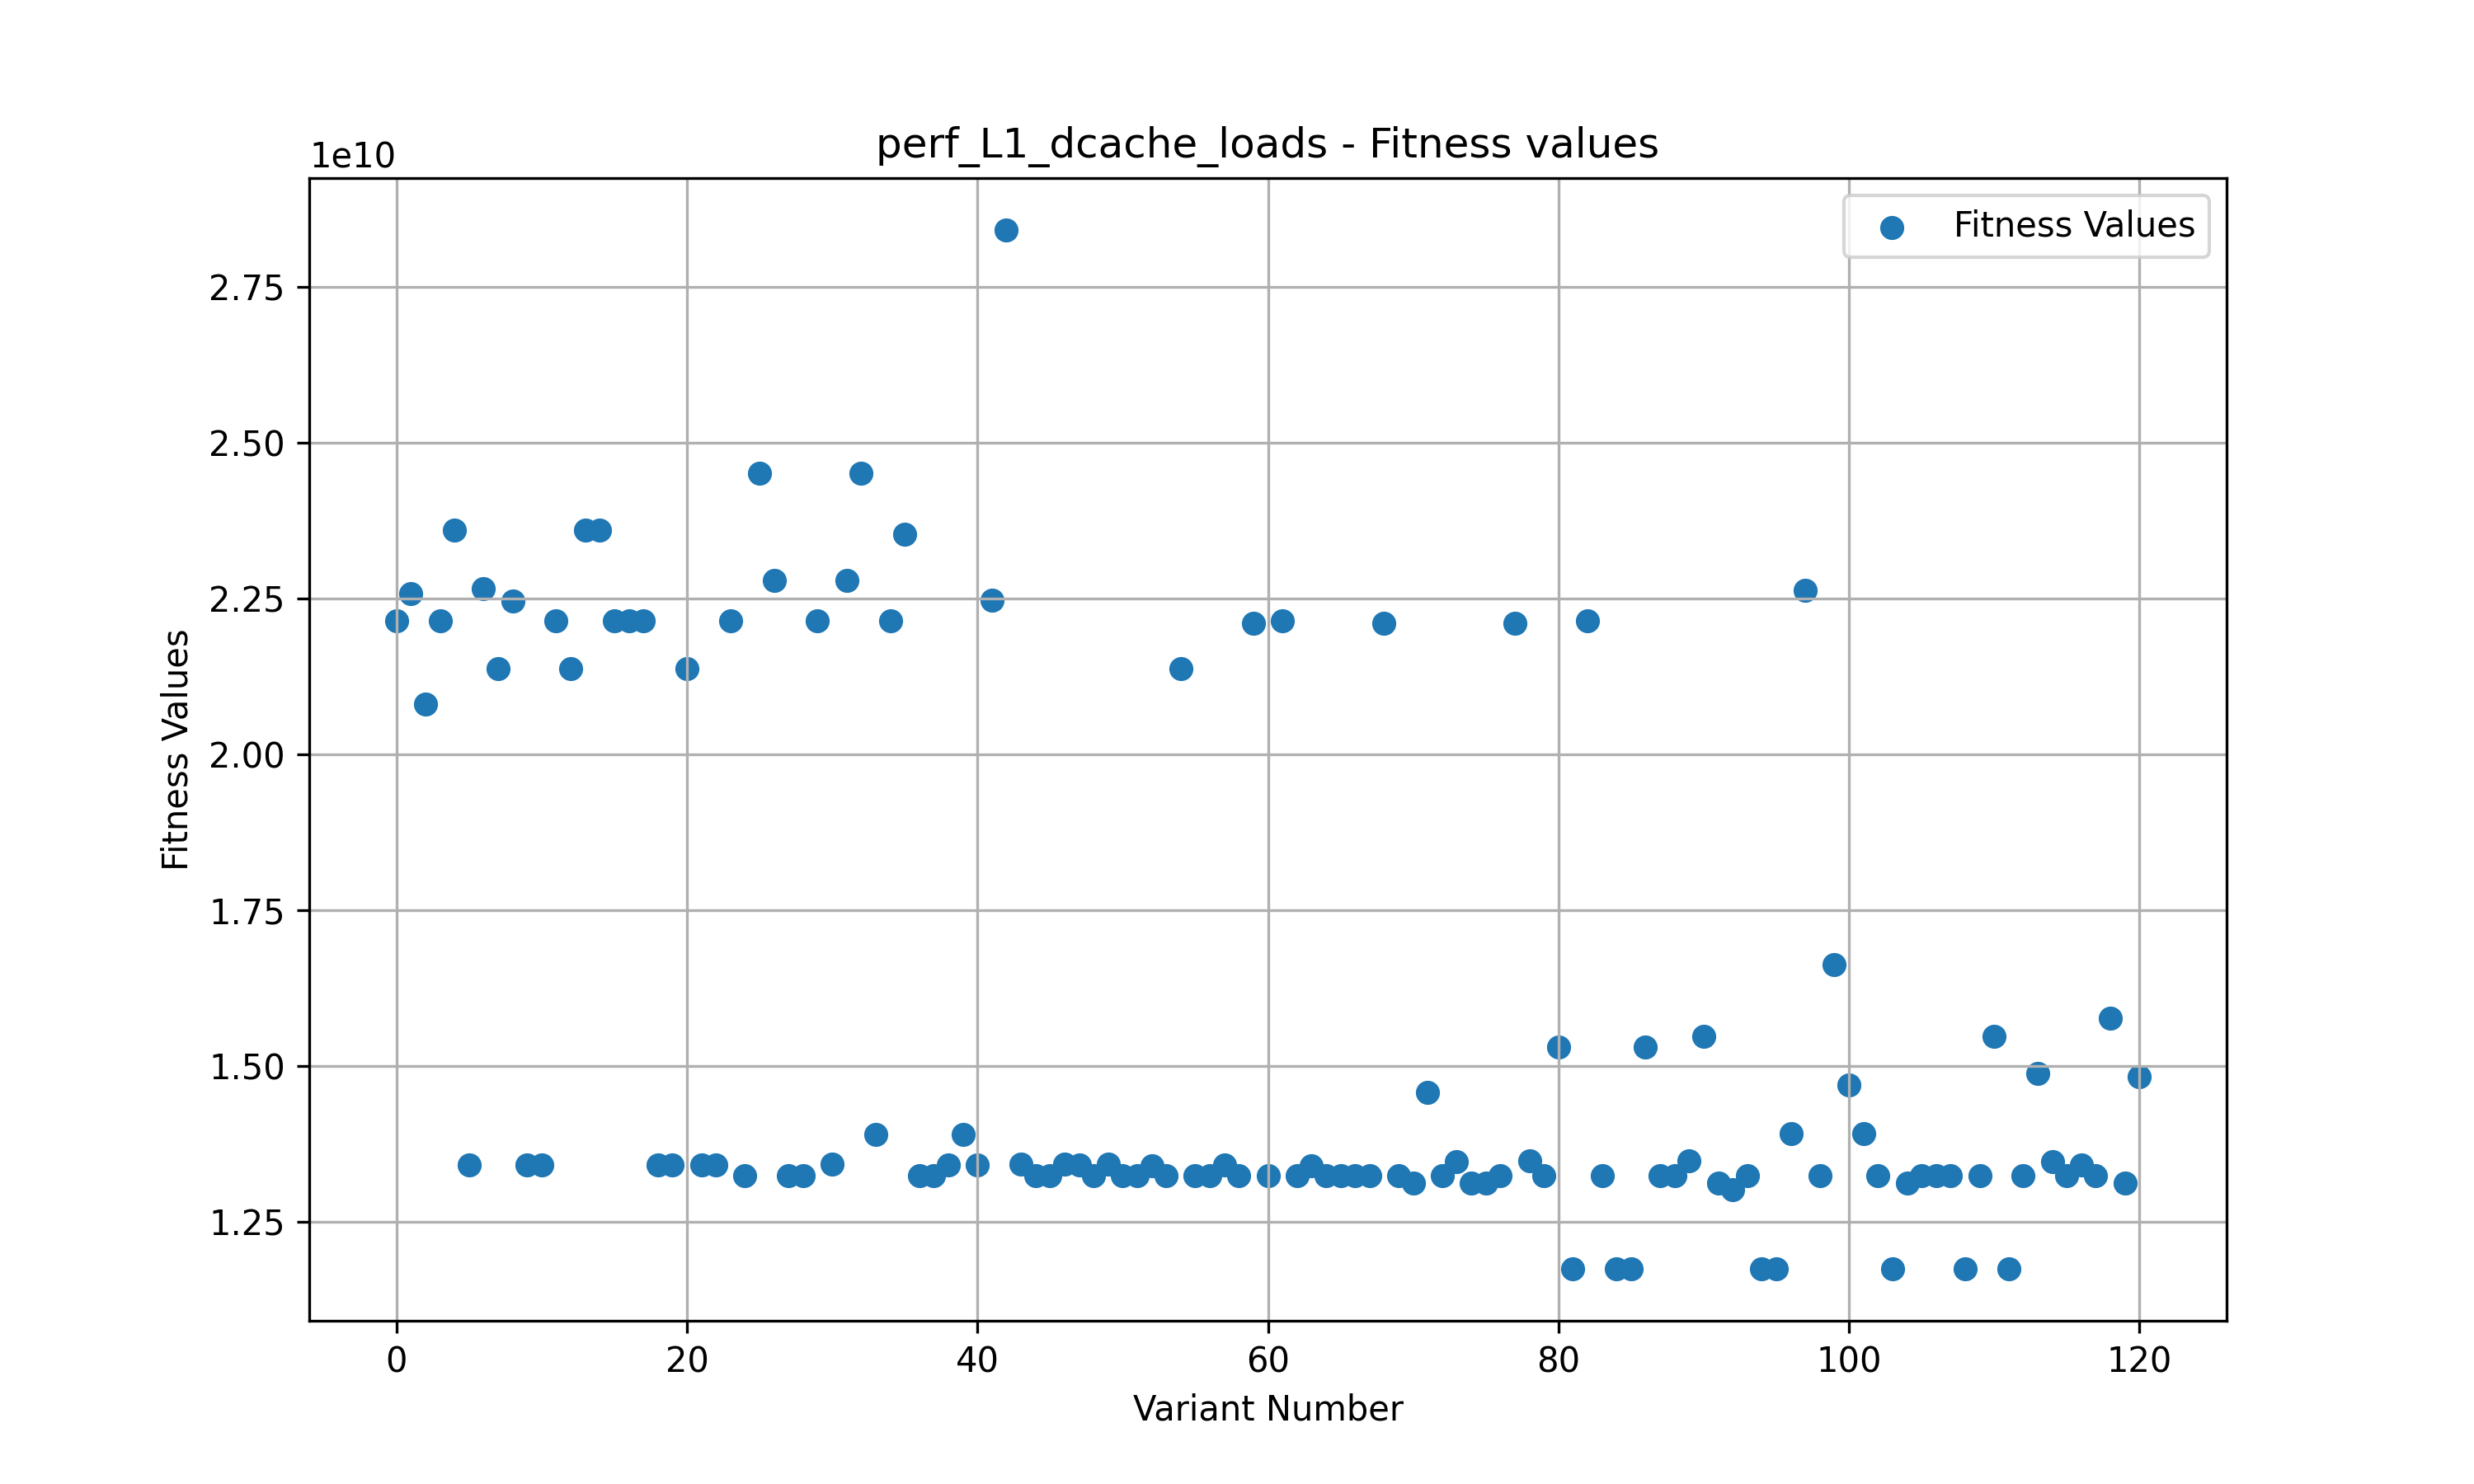 perf_L1_dcache_loads - Fitness values
1e10
Fitness Values
2.75
2.50
2.25
2.00
1.75
1.50
1.25
Fitness Values
0 20 40 60 80 100 120
Variant Number